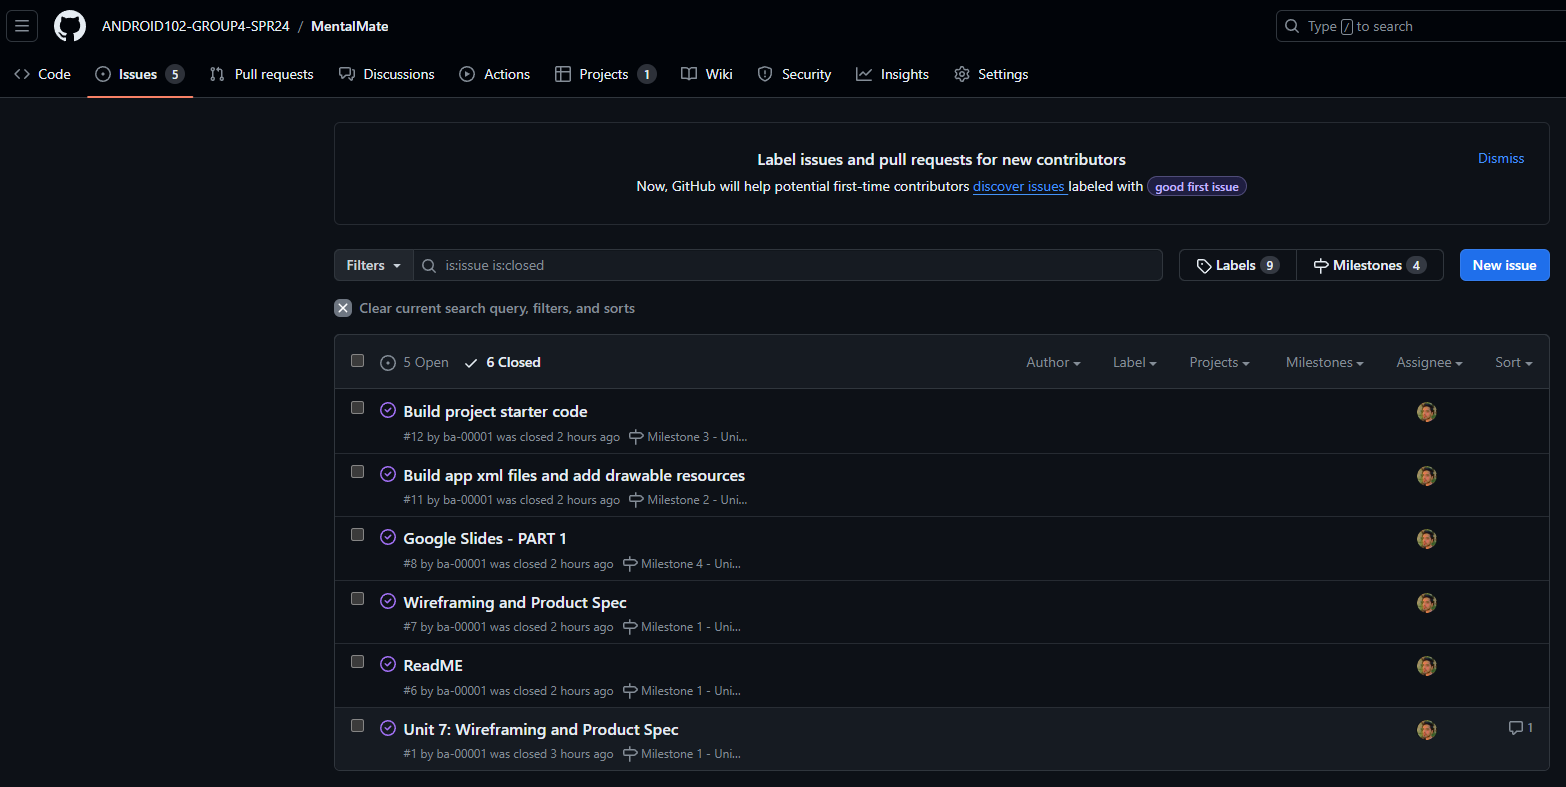 ANDROID102-GROUP4-SPR24 / MentalMate
Type / to search
Code Issues 5 Pull requests Discussions Actions Projects 1 Wiki Security Insights Settings
Label issues and pull requests for new contributors
Dismiss
Now, GitHub will help potential first-time contributors discover issues labeled with good first issue
Filters is:issue is:closed Labels 9 Milestones 4 New issue
Clear current search query, filters, and sorts
5 Open 6 Closed Author Label Projects Milestones Assignee Sort
Build project starter code
#12 by ba-00001 was closed 2 hours ago Milestone 3 - Uni...
Build app xml files and add drawable resources
#11 by ba-00001 was closed 2 hours ago Milestone 2 - Uni...
Google Slides - PART 1
#8 by ba-00001 was closed 2 hours ago Milestone 4 - Uni...
Wireframing and Product Spec
#7 by ba-00001 was closed 2 hours ago Milestone 1 - Uni...
ReadME
#6 by ba-00001 was closed 2 hours ago Milestone 1 - Uni...
Unit 7: Wireframing and Product Spec 1
#1 by ba-00001 was closed 3 hours ago Milestone 1 - Uni...